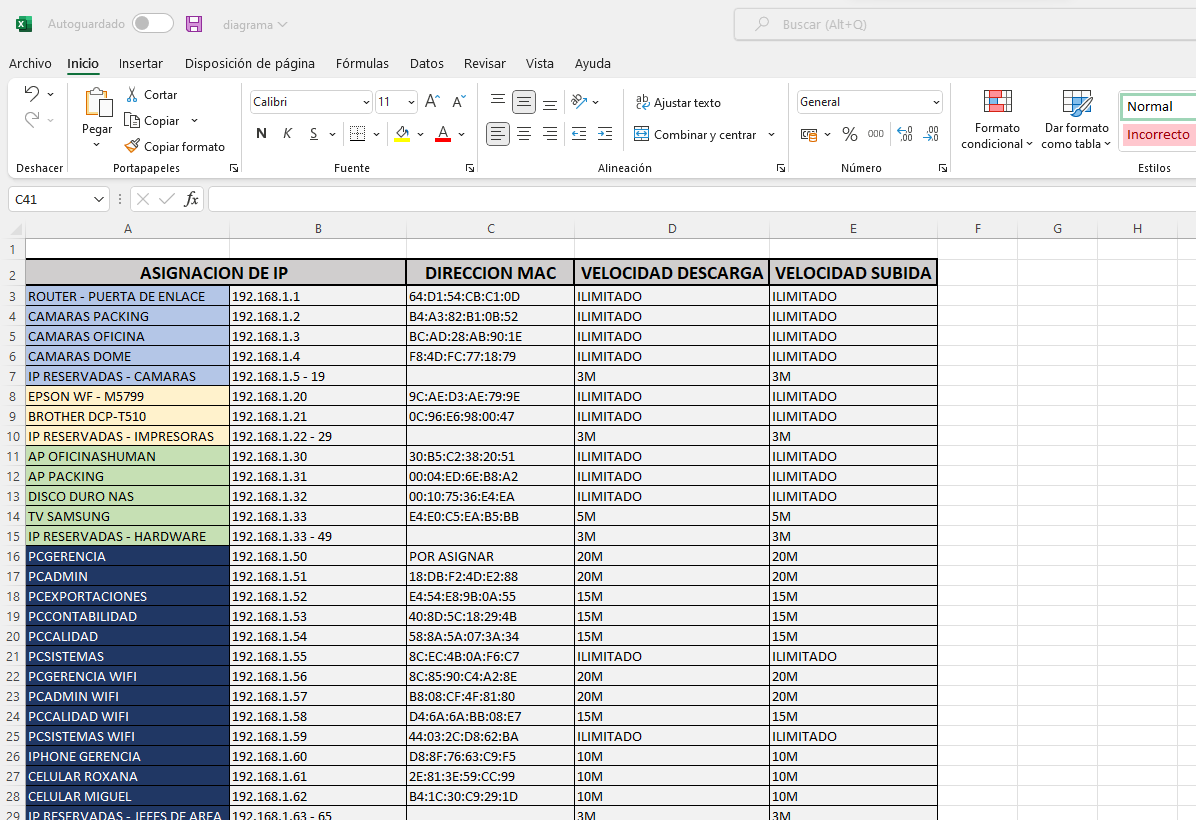 Autoguardado diagrama Buscar (Alt+Q)
Archivo Inicio Insertar Disposición de página Fórmulas Datos Revisar Vista Ayuda
Pegar Cortar
Copiar
Copiar formato
Calibri 11
N K S
Ajustar texto
Combinar y centrar
General
% 000
Formato condicional
Dar formato como tabla
Normal
Incorrecto
Deshacer Portapapeles Fuente Alineación Número Estilos
C41 fx
A B C D E F G H
1
2 ASIGNACION DE IP DIRECCION MAC VELOCIDAD DESCARGA VELOCIDAD SUBIDA
3 ROUTER - PUERTA DE ENLACE 192.168.1.1 64:D1:54:CB:C1:0D ILIMITADO ILIMITADO
4 CAMARAS PACKING 192.168.1.2 B4:A3:82:B1:0B:52 ILIMITADO ILIMITADO
5 CAMARAS OFICINA 192.168.1.3 BC:AD:28:AB:90:1E ILIMITADO ILIMITADO
6 CAMARAS DOME 192.168.1.4 F8:4D:FC:77:18:79 ILIMITADO ILIMITADO
7 IP RESERVADAS - CAMARAS 192.168.1.5 - 19 3M 3M
8 EPSON WF - M5799 192.168.1.20 9C:AE:D3:AE:79:9E ILIMITADO ILIMITADO
9 BROTHER DCP-T510 192.168.1.21 0C:96:E6:98:00:47 ILIMITADO ILIMITADO
10 IP RESERVADAS - IMPRESORAS 192.168.1.22 - 29 3M 3M
11 AP OFICINASHUMAN 192.168.1.30 30:B5:C2:38:20:51 ILIMITADO ILIMITADO
12 AP PACKING 192.168.1.31 00:04:ED:6E:B8:A2 ILIMITADO ILIMITADO
13 DISCO DURO NAS 192.168.1.32 00:10:75:36:E4:EA ILIMITADO ILIMITADO
14 TV SAMSUNG 192.168.1.33 E4:E0:C5:EA:B5:BB 5M 5M
15 IP RESERVADAS - HARDWARE 192.168.1.33 - 49 3M 3M
16 PCGERENCIA 192.168.1.50 POR ASIGNAR 20M 20M
17 PCADMIN 192.168.1.51 18:DB:F2:4D:E2:88 20M 20M
18 PCEXPORTACIONES 192.168.1.52 E4:54:E8:9B:0A:55 15M 15M
19 PCCONTABILIDAD 192.168.1.53 40:8D:5C:18:29:4B 15M 15M
20 PCCALIDAD 192.168.1.54 58:8A:5A:07:3A:34 15M 15M
21 PCSISTEMAS 192.168.1.55 8C:EC:4B:0A:F6:C7 ILIMITADO ILIMITADO
22 PCGERENCIA WIFI 192.168.1.56 8C:85:90:C4:A2:8E 20M 20M
23 PCADMIN WIFI 192.168.1.57 B8:08:CF:4F:81:80 20M 20M
24 PCCALIDAD WIFI 192.168.1.58 D4:6A:6A:BB:08:E7 15M 15M
25 PCSISTEMAS WIFI 192.168.1.59 44:03:2C:D8:62:BA ILIMITADO ILIMITADO
26 IPHONE GERENCIA 192.168.1.60 D8:8F:76:63:C9:F5 10M 10M
27 CELULAR ROXANA 192.168.1.61 2E:81:3E:59:CC:99 10M 10M
28 CELULAR MIGUEL 192.168.1.62 B4:1C:30:C9:29:1D 10M 10M
29 IP RESERVADAS - JEFES DE AREA 192.168.1.63 - 65 3M 3M